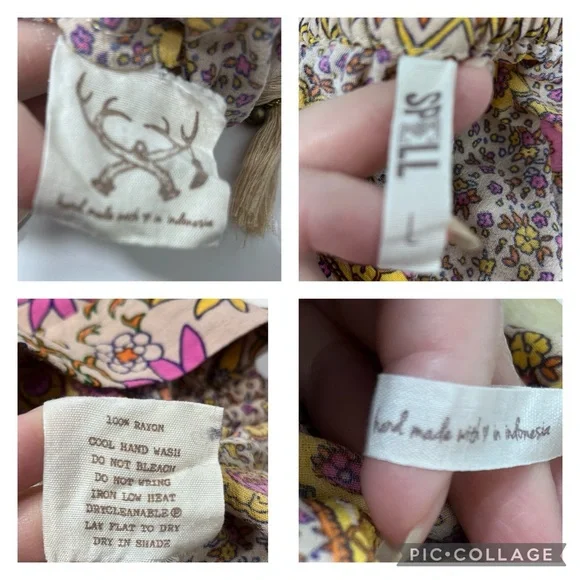 hand made with ♥ in indonesia
SPELL
L
100% RAYON
COOL HAND WASH
DO NOT BLEACH
DO NOT WRING
IRON LOW HEAT
DRYCLEANABLE Ⓟ
LAY FLAT TO DRY
DRY IN SHADE
hand made with ♥ in indonesia
PIC•COLLAGE